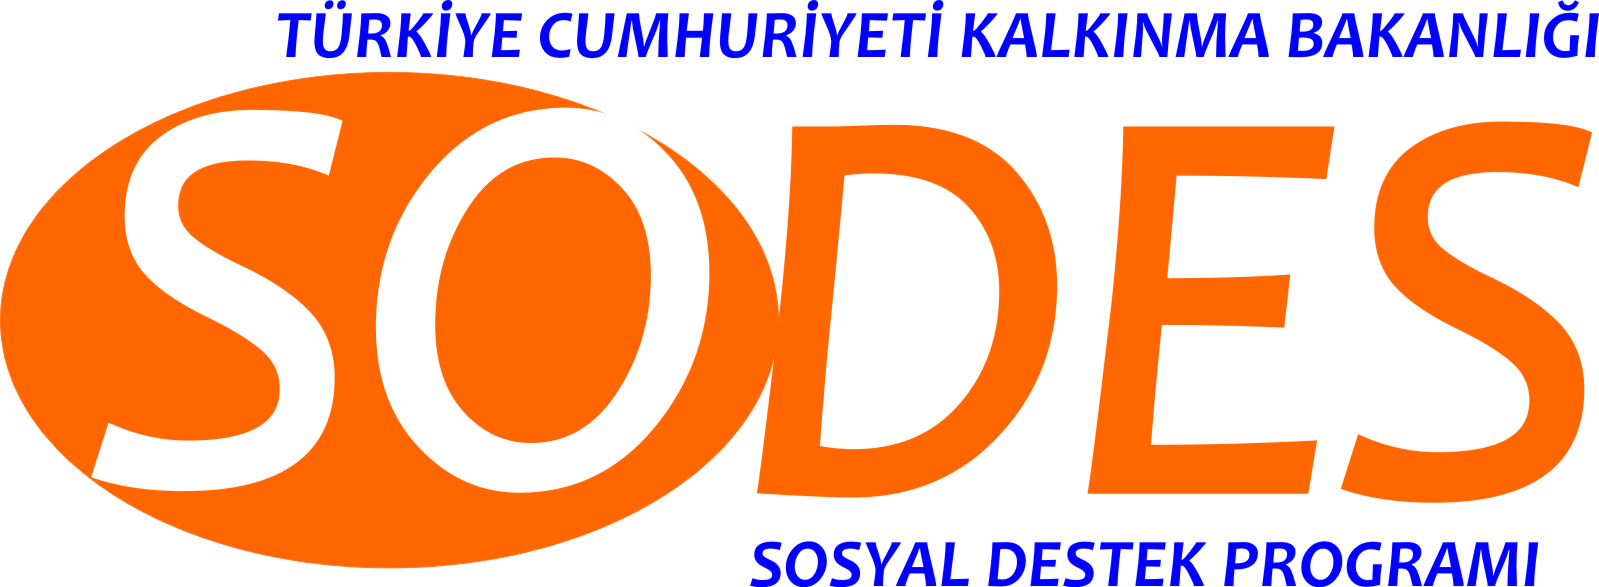 TÜRKİYE CUMHURİYETİ KALKINMA BAKANLIĞI
SODES
SOSYAL DESTEK PROGRAMI